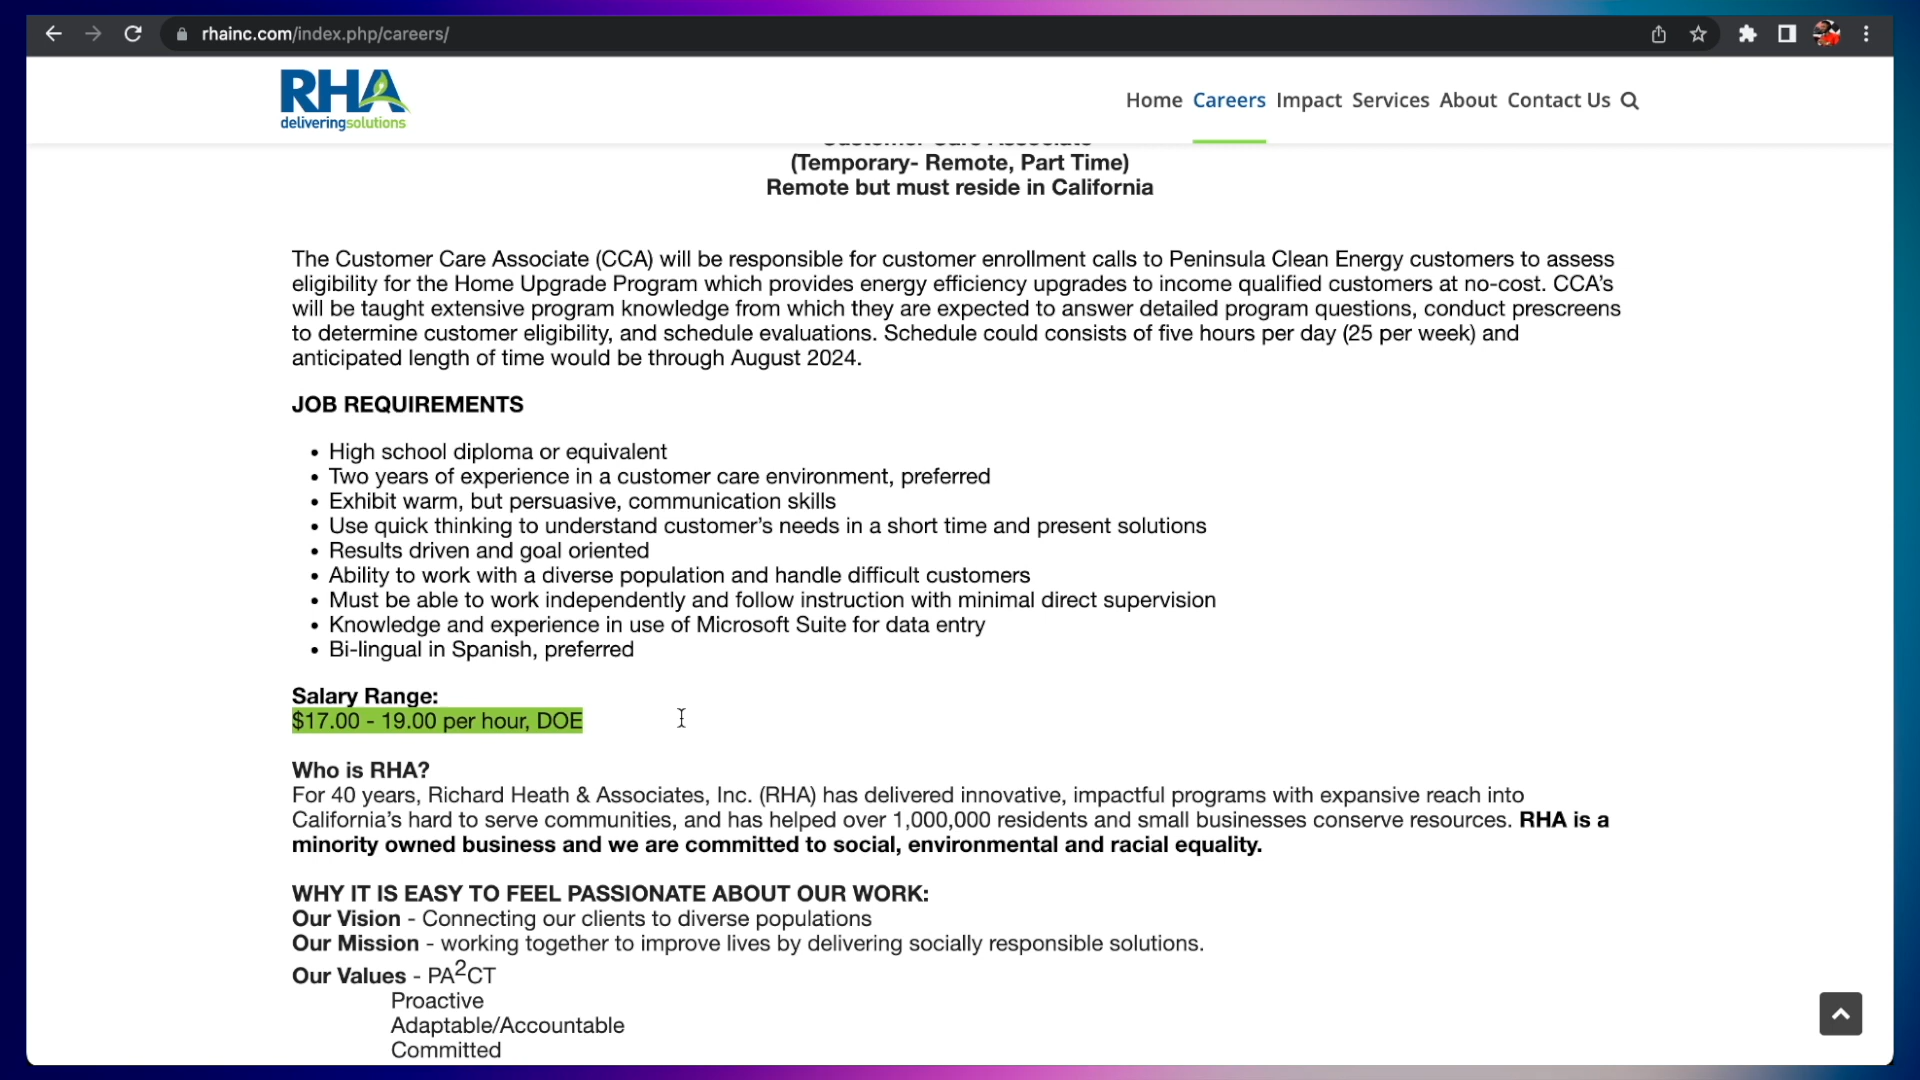 rhainc.com/index.php/careers/
RHA
deliveringsolutions
Home Careers Impact Services About Contact Us
Customer Care Associate
(Temporary- Remote, Part Time)
Remote but must reside in California
The Customer Care Associate (CCA) will be responsible for customer enrollment calls to Peninsula Clean Energy customers to assess
eligibility for the Home Upgrade Program which provides energy efficiency upgrades to income qualified customers at no-cost. CCA’s
will be taught extensive program knowledge from which they are expected to answer detailed program questions, conduct prescreens
to determine customer eligibility, and schedule evaluations. Schedule could consists of five hours per day (25 per week) and
anticipated length of time would be through August 2024.
JOB REQUIREMENTS
• High school diploma or equivalent
• Two years of experience in a customer care environment, preferred
• Exhibit warm, but persuasive, communication skills
• Use quick thinking to understand customer’s needs in a short time and present solutions
• Results driven and goal oriented
• Ability to work with a diverse population and handle difficult customers
• Must be able to work independently and follow instruction with minimal direct supervision
• Knowledge and experience in use of Microsoft Suite for data entry
• Bi-lingual in Spanish, preferred
Salary Range:
$17.00 - 19.00 per hour, DOE
Who is RHA?
For 40 years, Richard Heath & Associates, Inc. (RHA) has delivered innovative, impactful programs with expansive reach into
California’s hard to serve communities, and has helped over 1,000,000 residents and small businesses conserve resources. RHA is a
minority owned business and we are committed to social, environmental and racial equality.
WHY IT IS EASY TO FEEL PASSIONATE ABOUT OUR WORK:
Our Vision - Connecting our clients to diverse populations
Our Mission - working together to improve lives by delivering socially responsible solutions.
Our Values - PA²CT
Proactive
Adaptable/Accountable
Committed